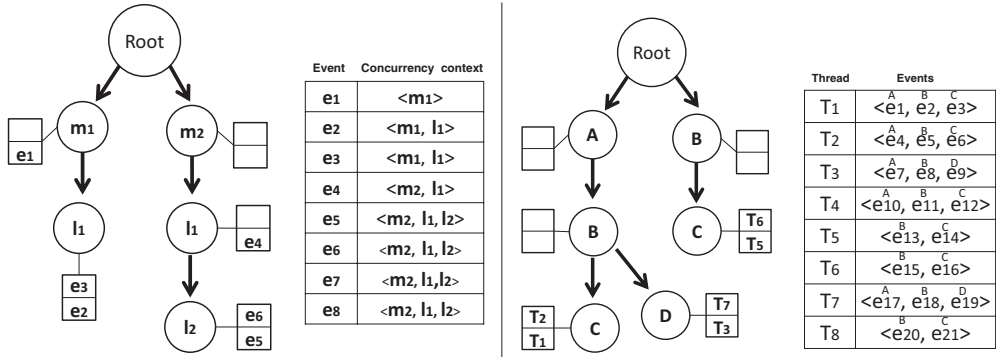 Root
m1
m2
e1
l1
l1
e4
e3
e2
l2
e6
e5
Event Concurrency context
e1 <m1>
e2 <m1, l1>
e3 <m1, l1>
e4 <m2, l1>
e5 <m2, l1, l2>
e6 <m2, l1, l2>
e7 <m2, l1,l2>
e8 <m2, l1, l2>
Root
A
B
B
C
T6
T5
T2
T1
C
D
T7
T3
Thread Events
A B C
T1 <e1, e2, e3>
A B C
T2 <e4, e5, e6>
A B D
T3 <e7, e8, e9>
A B C
T4 <e10, e11, e12>
B C
T5 <e13, e14>
B C
T6 <e15, e16>
A B D
T7 <e17, e18, e19>
B C
T8 <e20, e21>